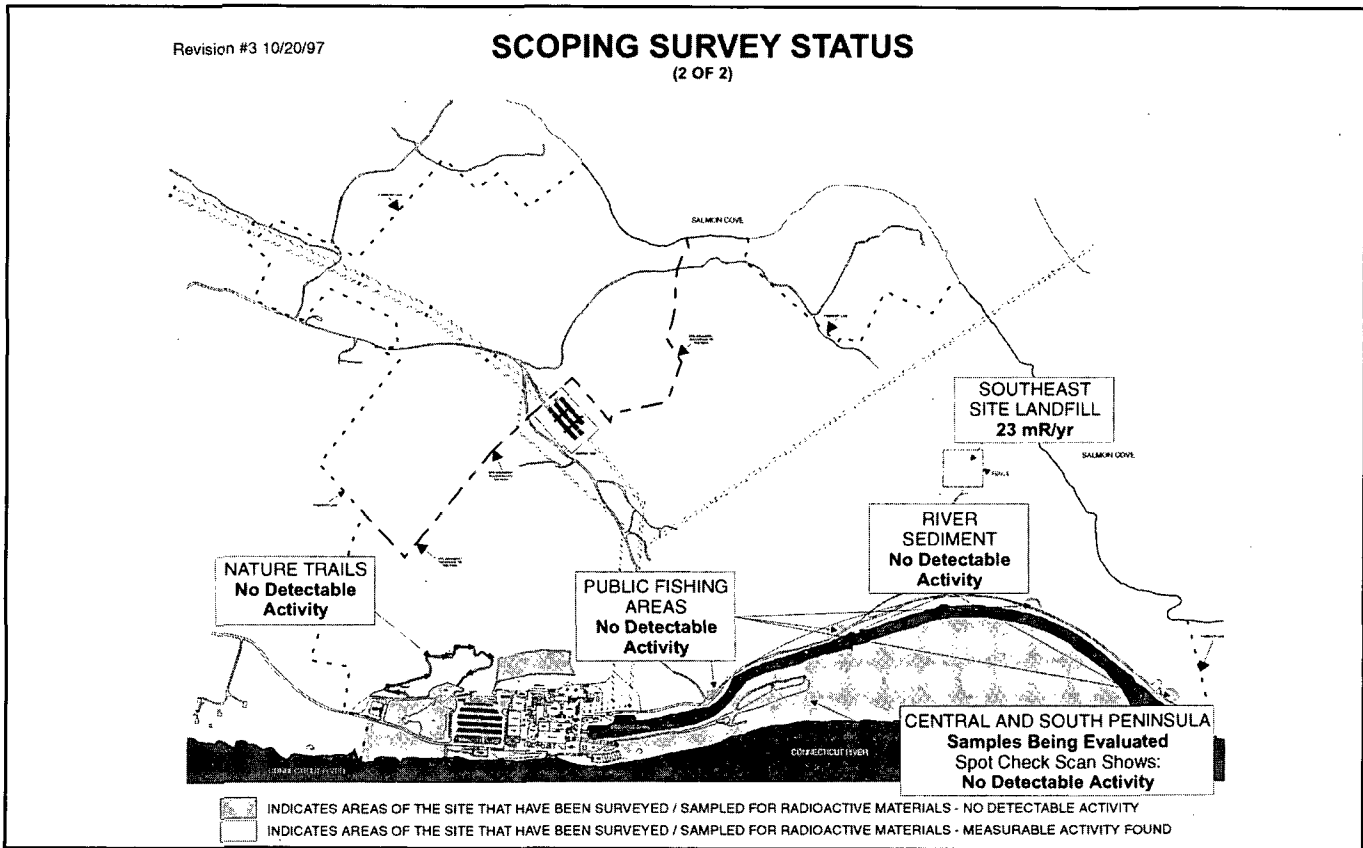 Revision #3 10/20/97
SCOPING SURVEY STATUS
(2 OF 2)
SALMON COVE
SOUTHEAST
SITE LANDFILL
23 mR/yr
SALMON COVE
RIVER
SEDIMENT
No Detectable
Activity
NATURE TRAILS
No Detectable
Activity
PUBLIC FISHING
AREAS
No Detectable
Activity
CENTRAL AND SOUTH PENINSULA
Samples Being Evaluated
Spot Check Scan Shows:
No Detectable Activity
CONNECTICUT RIVER
CONNECTICUT RIVER
INDICATES AREAS OF THE SITE THAT HAVE BEEN SURVEYED / SAMPLED FOR RADIOACTIVE MATERIALS - NO DETECTABLE ACTIVITY
INDICATES AREAS OF THE SITE THAT HAVE BEEN SURVEYED / SAMPLED FOR RADIOACTIVE MATERIALS - MEASURABLE ACTIVITY FOUND